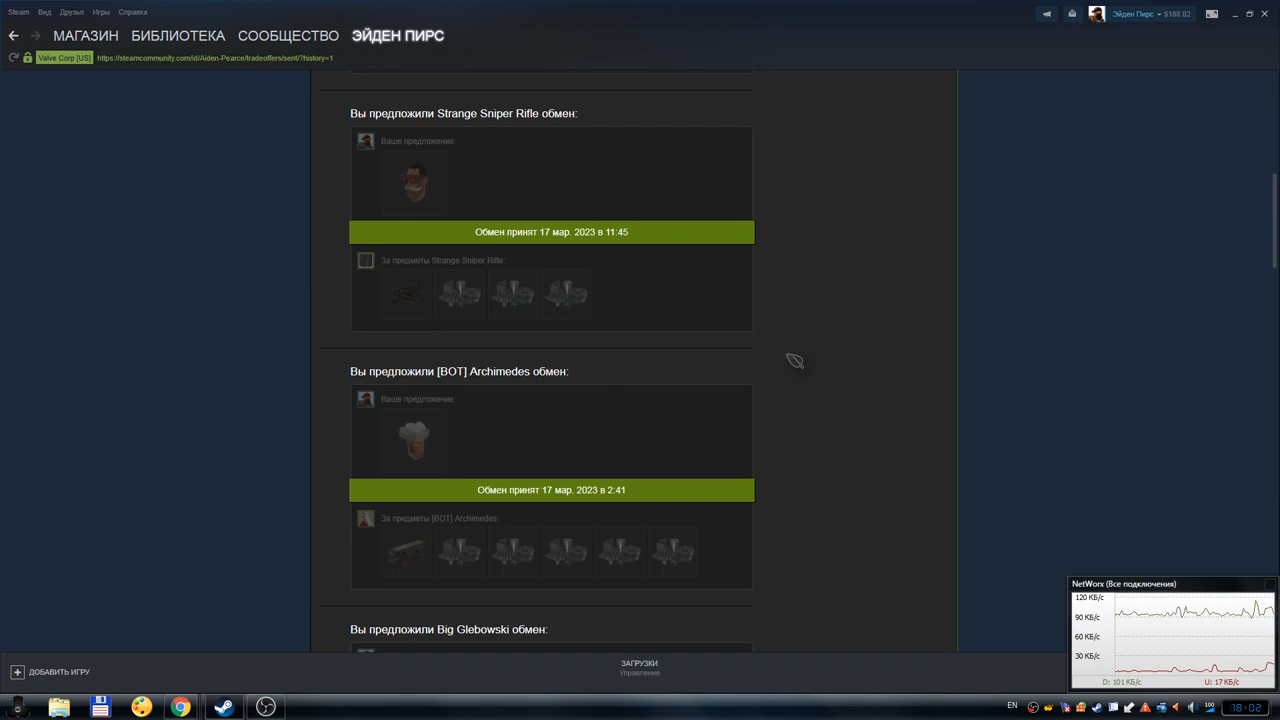 Steam Вид Друзья Игры Справка
Эйден Пирс $188.02
МАГАЗИН БИБЛИОТЕКА СООБЩЕСТВО ЭЙДЕН ПИРС
Valve Corp [US] https://steamcommunity.com/id/Aiden-Pearce/tradeoffers/sent/?history=1
Вы предложили Strange Sniper Rifle обмен:
Ваше предложение:
Обмен принят 17 мар. 2023 в 11:45
За предметы Strange Sniper Rifle:
Вы предложили [BOT] Archimedes обмен:
Ваше предложение:
Обмен принят 17 мар. 2023 в 2:41
За предметы [BOT] Archimedes:
Вы предложили Big Glebowski обмен:
NetWorx (Все подключения)
120 КБ/с
90 КБ/с
60 КБ/с
30 КБ/с
D: 101 КБ/с U: 17 КБ/с
ДОБАВИТЬ ИГРУ
ЗАГРУЗКИ
Управление
EN
100
18:02